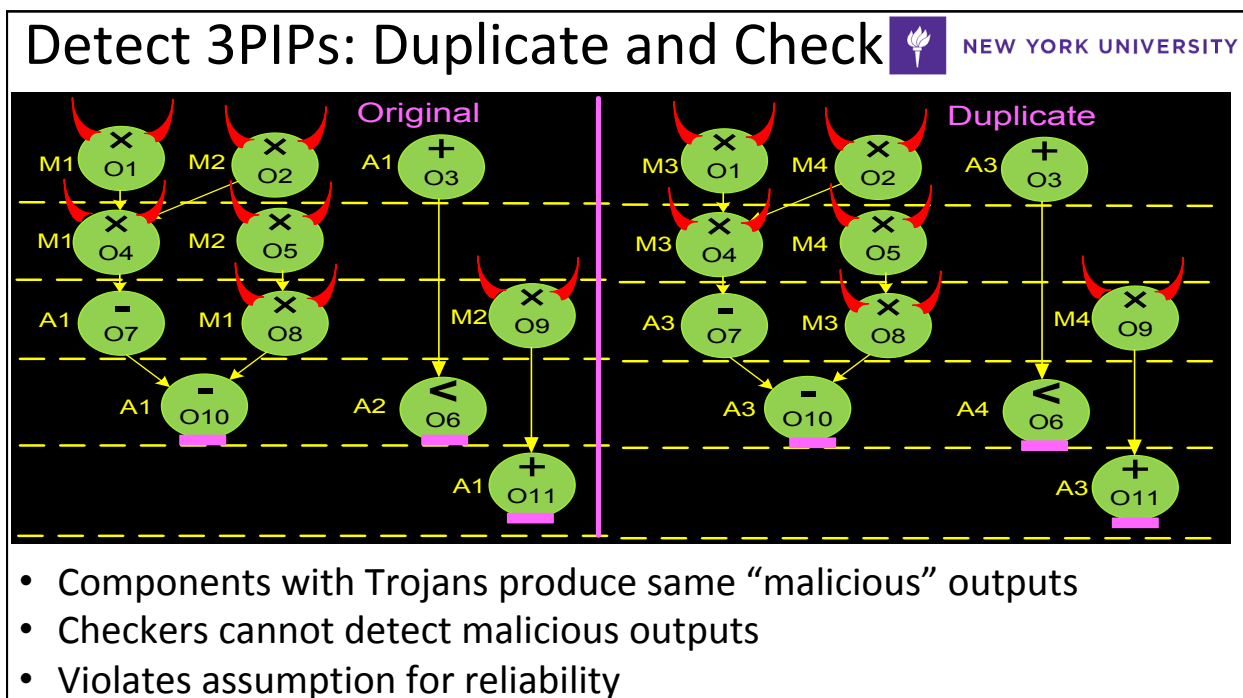 Detect 3PIPs: Duplicate and Check
NEW YORK UNIVERSITY
Original
M1 × O1
M2 × O2
A1 + O3
M1 × O4
M2 × O5
A1 - O7
M1 × O8
M2 × O9
A1 - O10
A2 < O6
A1 + O11
Duplicate
M3 × O1
M4 × O2
A3 + O3
M3 × O4
M4 × O5
A3 - O7
M3 × O8
M4 × O9
A3 - O10
A4 < O6
A3 + O11
• Components with Trojans produce same “malicious” outputs
• Checkers cannot detect malicious outputs
• Violates assumption for reliability